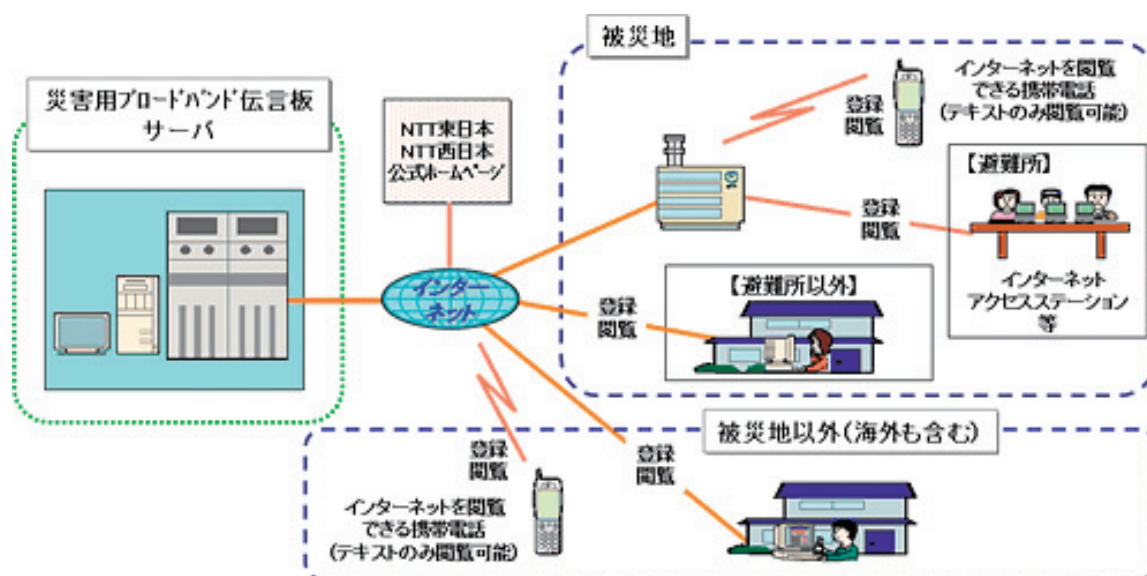 災害用ブロードバンド伝言板
サーバ
NTT東日本
NTT西日本
公式ホームページ
インター
ネット
被災地
登録
閲覧
インターネットを閲覧
できる携帯電話
(テキストのみ閲覧可能)
登録
閲覧
【避難所】
インターネット
アクセスステーション
等
登録
閲覧
【避難所以外】
被災地以外(海外も含む)
登録
閲覧
インターネットを閲覧
できる携帯電話
(テキストのみ閲覧可能)
登録
閲覧